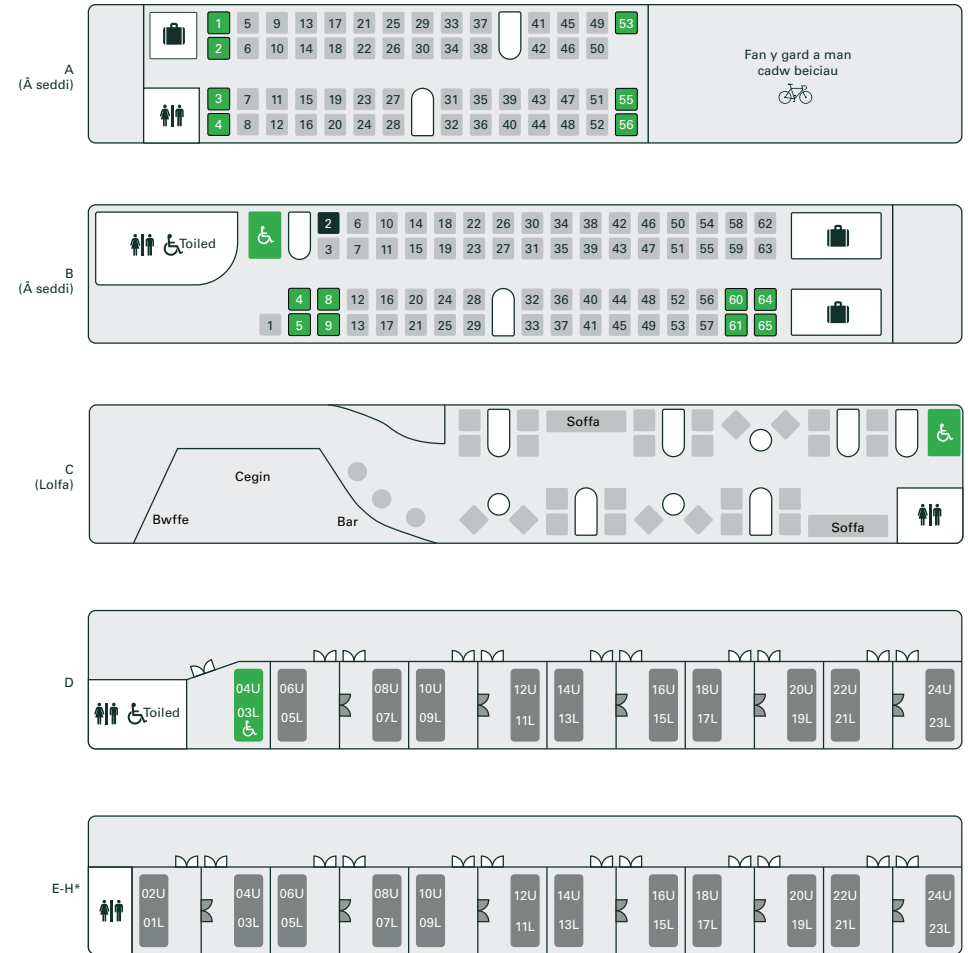 1 5 9 13 17 21 25 29 33 37 41 45 49 53
2 6 10 14 18 22 26 30 34 38 42 46 50
A
(Â seddi)
Fan y gard a man
cadw beiciau
3 7 11 15 19 23 27 31 35 39 43 47 51 55
4 8 12 16 20 24 28 32 36 40 44 48 52 56
2 6 10 14 18 22 26 30 34 38 42 46 50 54 58 62
Toiled
3 7 11 15 19 23 27 31 35 39 43 47 51 55 59 63
B
(Â seddi)
4 8 12 16 20 24 28 32 36 40 44 48 52 56 60 64
1 5 9 13 17 21 25 29 33 37 41 45 49 53 57 61 65
Soffa
C
(Lolfa)
Cegin
Bwffe
Bar
Soffa
D
04U 06U 08U 10U 12U 14U 16U 18U 20U 22U 24U
Toiled
03L 05L 07L 09L 11L 13L 15L 17L 19L 21L 23L
E-H*
02U 04U 06U 08U 10U 12U 14U 16U 18U 20U 22U 24U
01L 03L 05L 07L 09L 11L 13L 15L 17L 19L 21L 23L